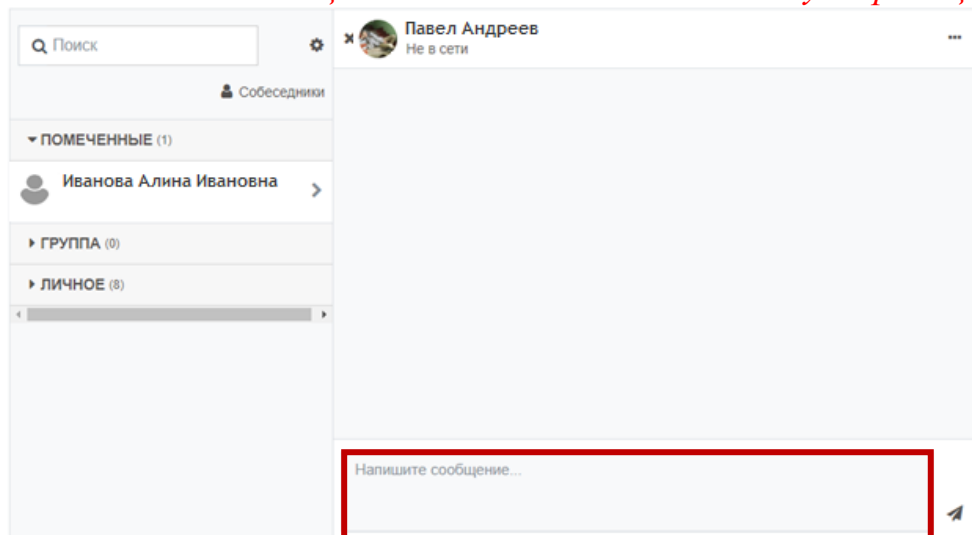 Поиск
Собеседники
ПОМЕЧЕННЫЕ (1)
Иванова Алина Ивановна
ГРУППА (0)
ЛИЧНОЕ (8)
Павел Андреев
Не в сети
Напишите сообщение...